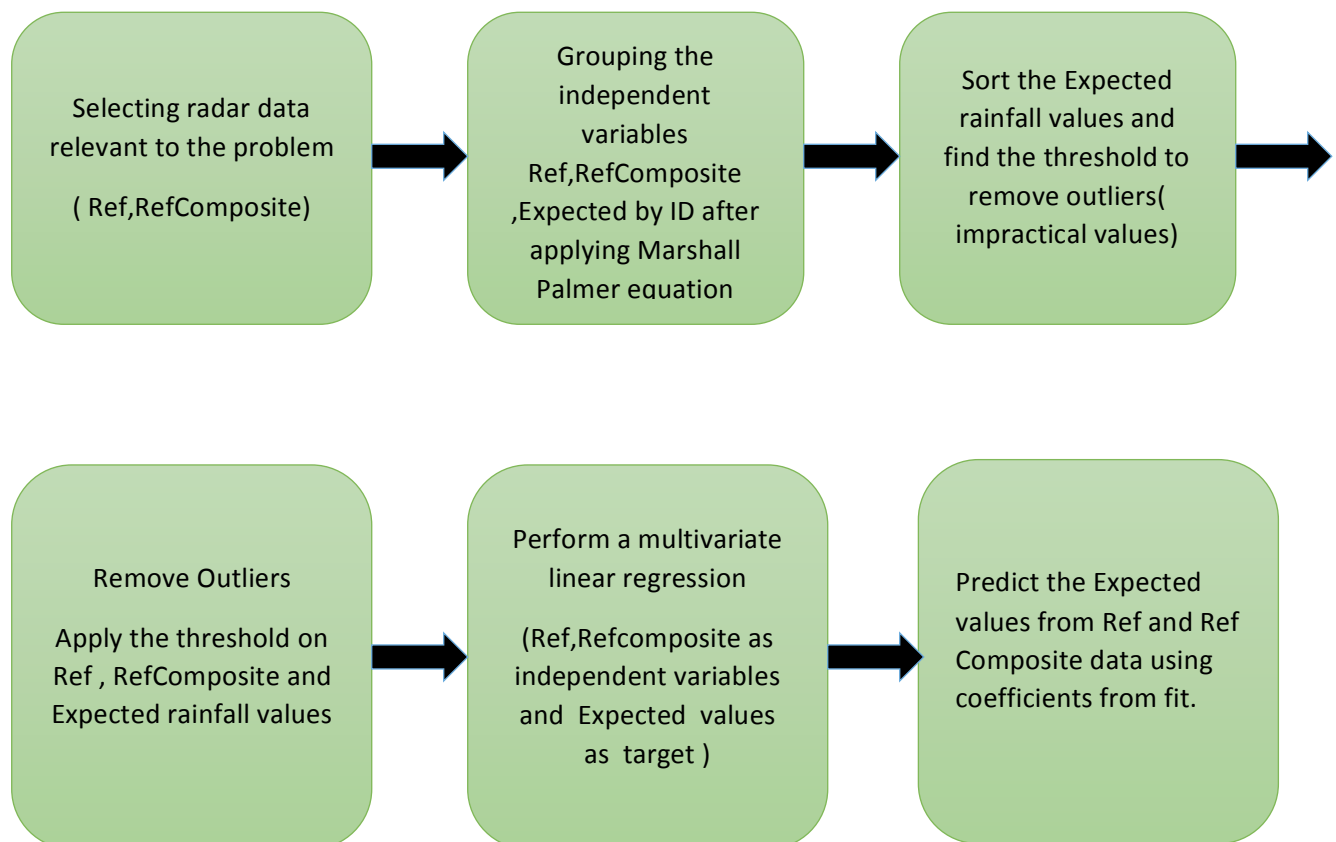 Selecting radar data
relevant to the problem
( Ref,RefComposite)
Grouping the
independent
variables
Ref,RefComposite
,Expected by ID after
applying Marshall
Palmer equation
Sort the Expected
rainfall values and
find the threshold to
remove outliers(
impractical values)
Remove Outliers
Apply the threshold on
Ref , RefComposite and
Expected rainfall values
Perform a multivariate
linear regression
(Ref,Refcomposite as
independent variables
and Expected values
as target )
Predict the Expected
values from Ref and Ref
Composite data using
coefficients from fit.